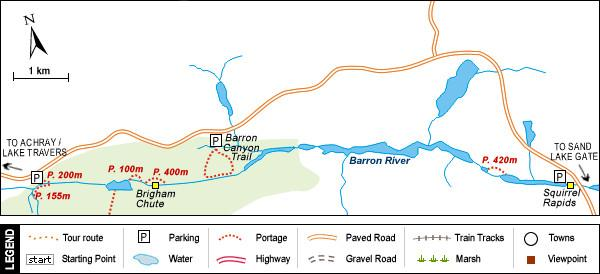 N
1 km
TO ACHRAY /
LAKE TRAVERS
P
P. 200m
P. 155m
P. 100m
P. 400m
Brigham
Chute
P
Barron
Canyon
Trail
Barron River
P. 420m
TO SAND
LAKE GATE
P
Squirrel
Rapids
LEGEND
Tour route
P Parking
Portage
Paved Road
Train Tracks
Towns
start Starting Point
Water
Highway
Gravel Road
Marsh
Viewpoint